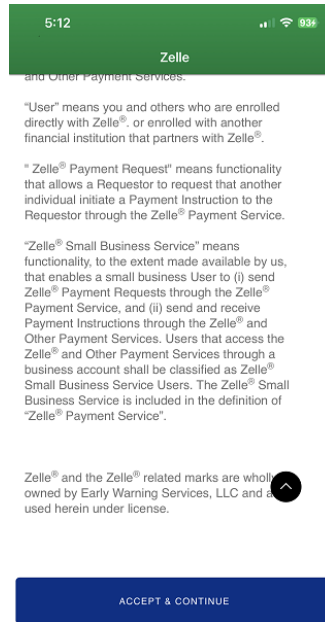 5:12
93
Zelle
and Other Payment Services.
“User” means you and others who are enrolled
directly with Zelle®. or enrolled with another
financial institution that partners with Zelle®.
" Zelle® Payment Request" means functionality
that allows a Requestor to request that another
individual initiate a Payment Instruction to the
Requestor through the Zelle® Payment Service.
“Zelle® Small Business Service” means
functionality, to the extent made available by us,
that enables a small business User to (i) send
Zelle® Payment Requests through the Zelle®
Payment Service, and (ii) send and receive
Payment Instructions through the Zelle® and
Other Payment Services. Users that access the
Zelle® and Other Payment Services through a
business account shall be classified as Zelle®
Small Business Service Users. The Zelle® Small
Business Service is included in the definition of
“Zelle® Payment Service”.
Zelle® and the Zelle® related marks are wholly
owned by Early Warning Services, LLC and
used herein under license.
ACCEPT & CONTINUE